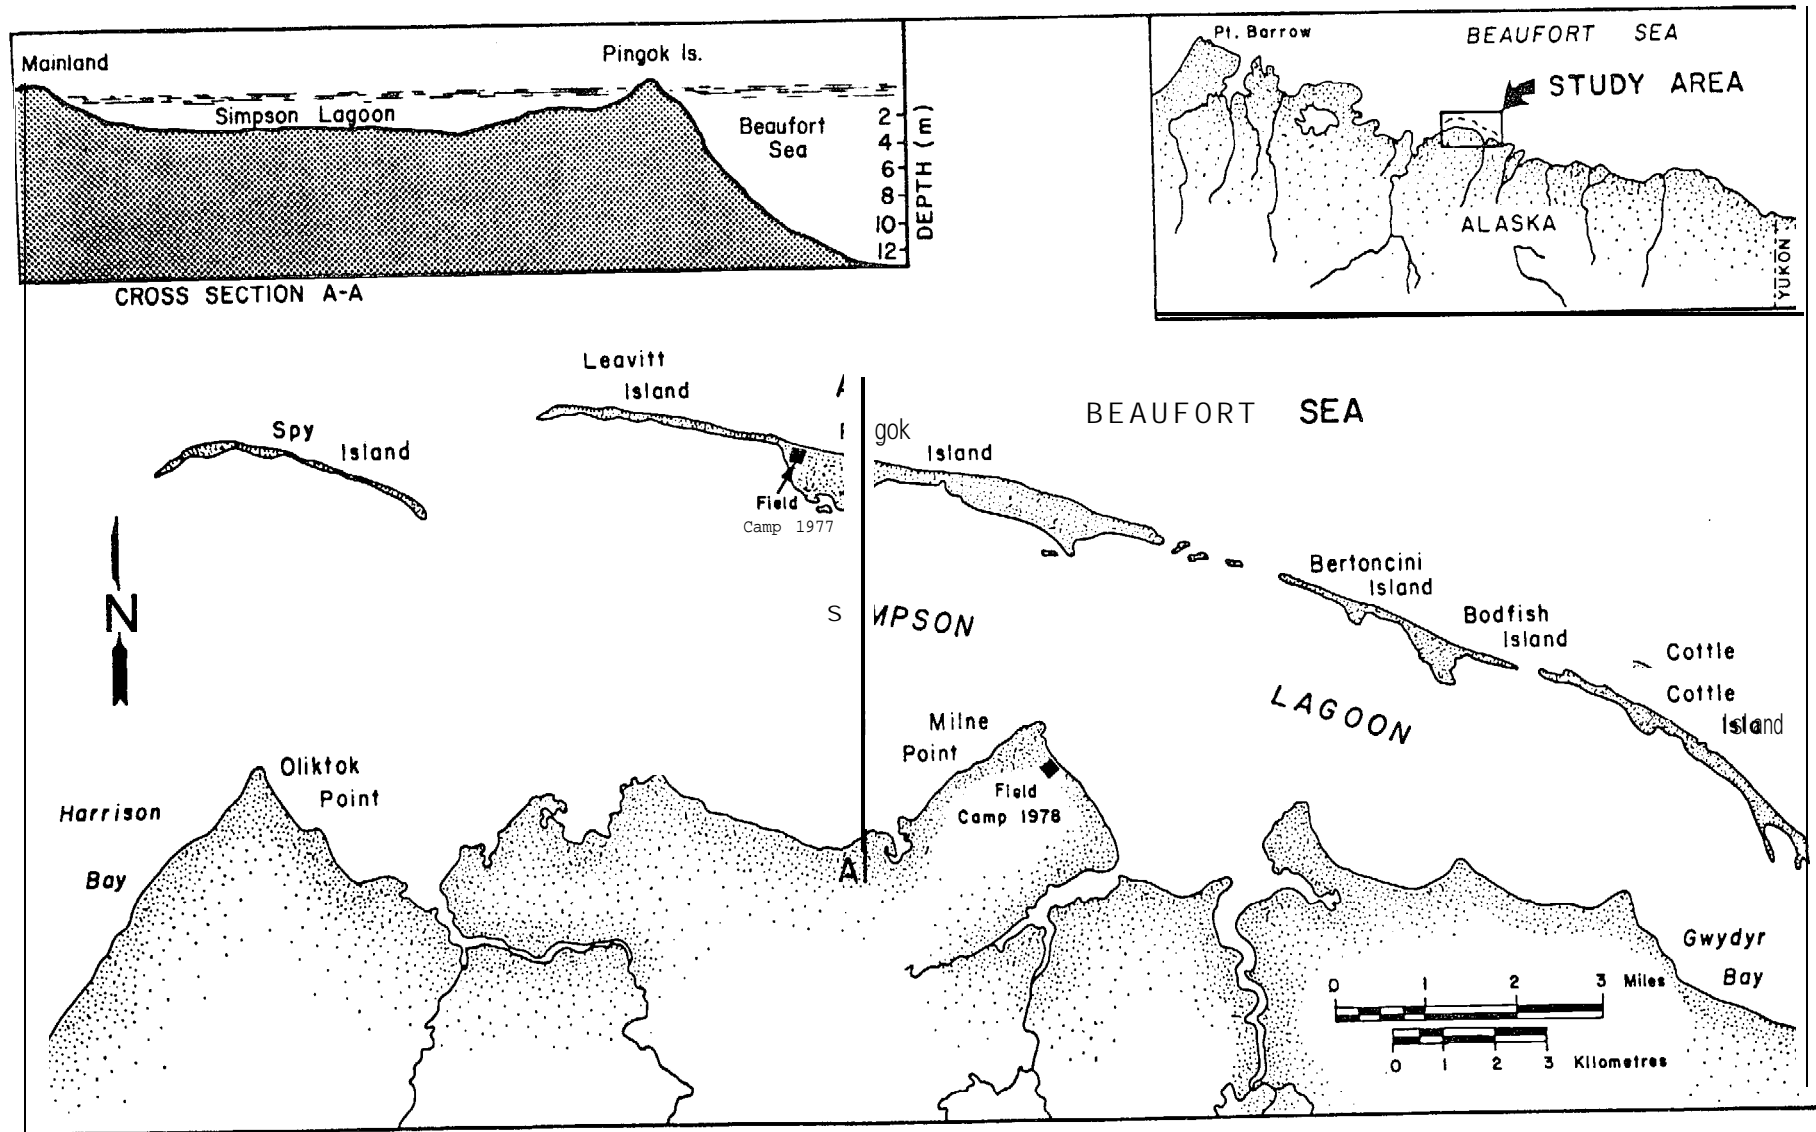 Mainland
Pingok Is.
Simpson Lagoon
Beaufort
Sea
2
4
6
8
10
12
DEPTH (m)
CROSS SECTION A-A
Pt. Barrow
BEAUFORT SEA
STUDY AREA
ALASKA
YUKON
Leavitt
Island
Spy
Island
gok
Island
BEAUFORT SEA
Field
Camp 1977
N
S MPSON
LAGOON
Bertoncini
Island
Bodfish
Island
Cottle
Cottle
Island
Milne
Point
Field
Camp 1978
Oliktok
Point
Harrison
Bay
A
Gwydyr
Bay
0 1 2 3 Miles
0 1 2 3 Kilometres